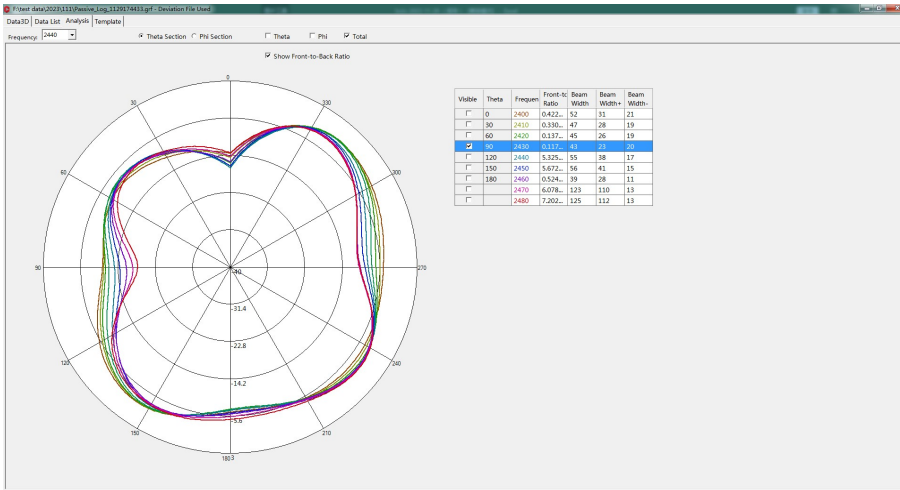 F:\test data\2023\111\Passive_Log_1129174433.grf - Deviation File Used
Data3D Data List Analysis Template
Frequency: 2440 Theta Section Phi Section Theta Phi Total
Show Front-to-Back Ratio
0
30 330
60 300
90 270
120 240
150 210
180
-40
-31.4
-22.8
-14.2
-5.6
3
Visible Theta Frequen Front-to Ratio Beam Width Beam Width+ Beam Width-
0 2400 0.422... 52 31 21
30 2410 0.330... 47 28 19
60 2420 0.137... 45 26 19
90 2430 0.117... 43 23 20
120 2440 5.325... 55 38 17
150 2450 5.672... 56 41 15
180 2460 0.524... 39 28 11
2470 6.078... 123 110 13
2480 7.202... 125 112 13